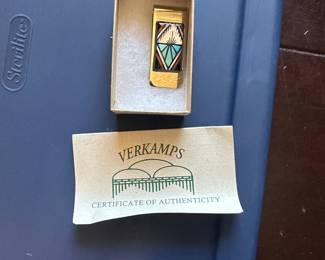 Sterilite
VERKAMPS
CERTIFICATE OF AUTHENTICITY